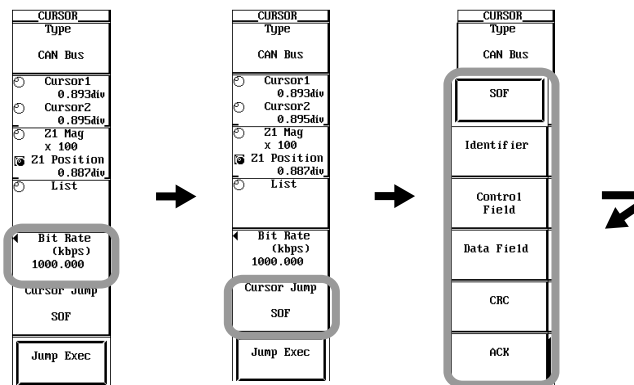 CURSOR
Type
CAN Bus
Cursor1
0.893div
Cursor2
0.895div
Z1 Mag
x 100
Z1 Position
0.887div
List
Bit Rate
(kbps)
1000.000
Cursor Jump
SOF
Jump Exec
CURSOR
Type
CAN Bus
Cursor1
0.893div
Cursor2
0.895div
Z1 Mag
x 100
Z1 Position
0.887div
List
Bit Rate
(kbps)
1000.000
Cursor Jump
SOF
Jump Exec
CURSOR
Type
CAN Bus
SOF
Identifier
Control
Field
Data Field
CRC
ACK